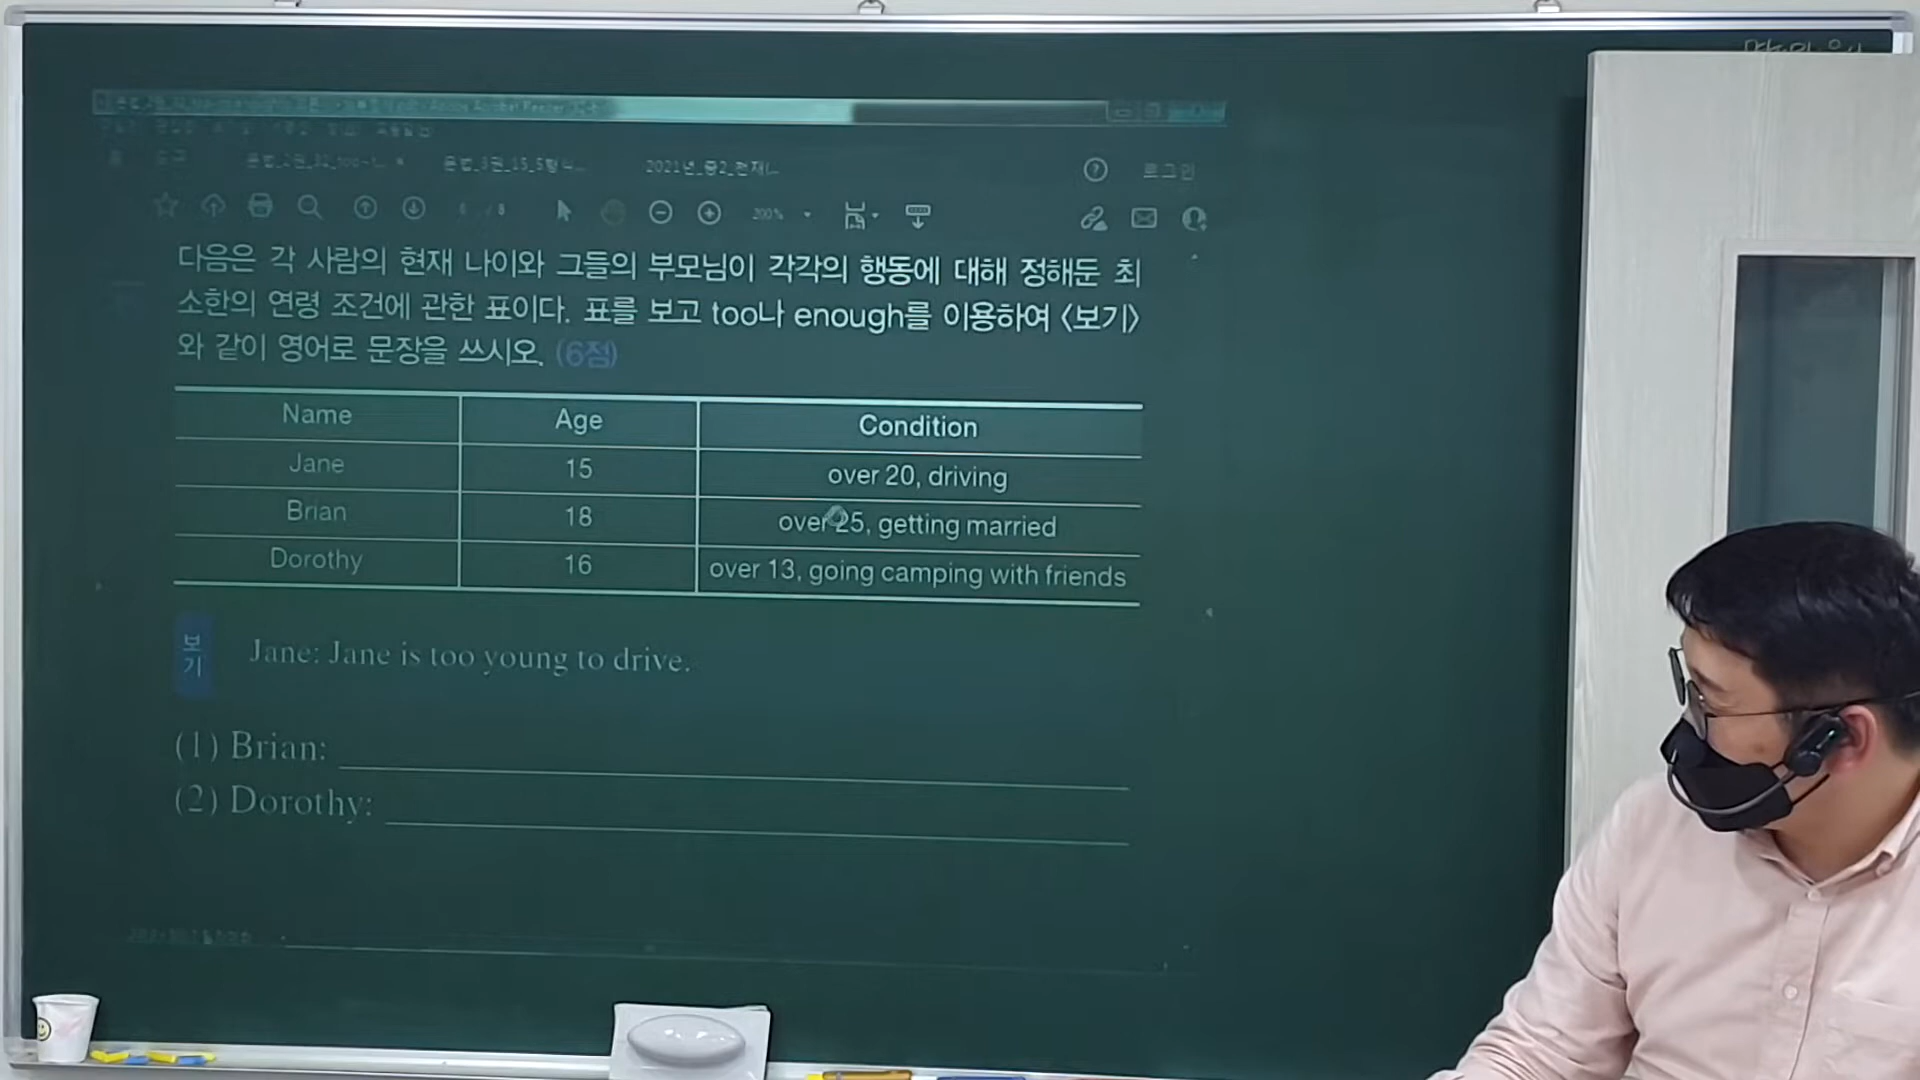 로그인
200%
다음은 각 사람의 현재 나이와 그들의 부모님이 각각의 행동에 대해 정해둔 최
소한의 연령 조건에 관한 표이다. 표를 보고 too나 enough를 이용하여 <보기>
와 같이 영어로 문장을 쓰시오. (6점)
Name Age Condition
Jane 15 over 20, driving
Brian 18 over 25, getting married
Dorothy 16 over 13, going camping with friends
보기 Jane: Jane is too young to drive.
(1) Brian:
(2) Dorothy: